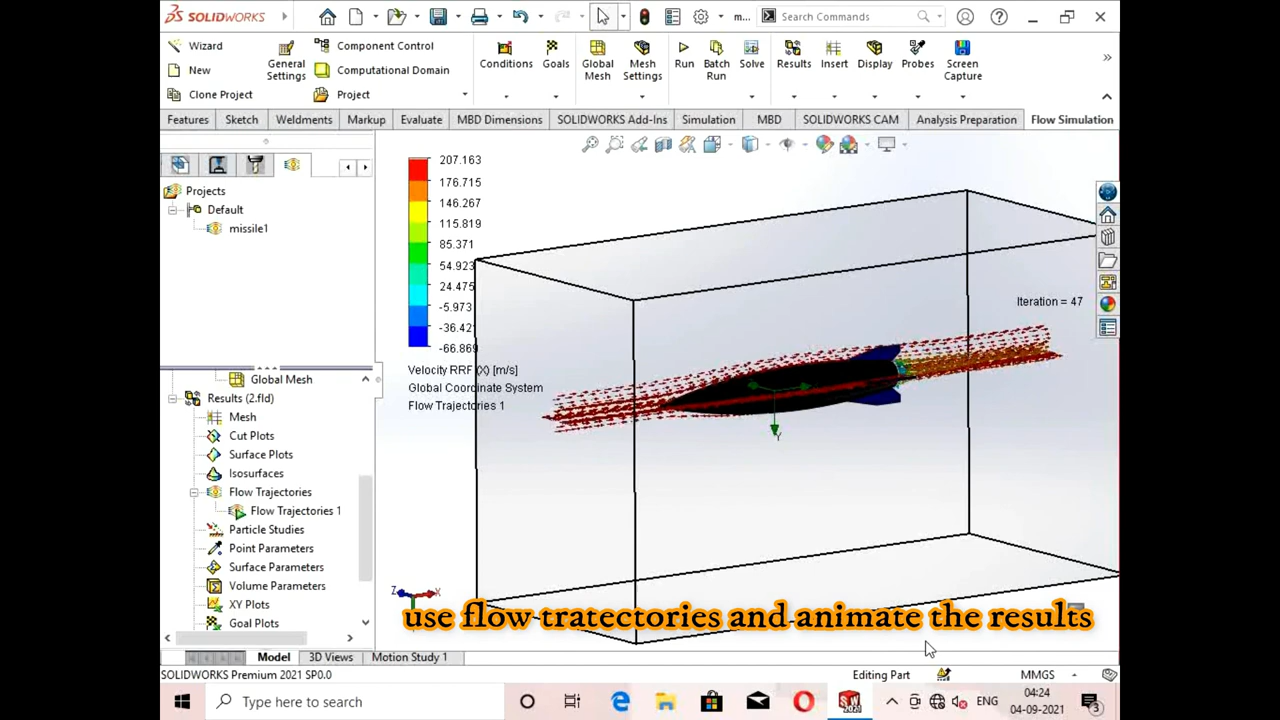 SOLIDWORKS
m...
Search Commands
Wizard
New
Clone Project
General Settings
Component Control
Computational Domain
Project
Conditions
Goals
Global Mesh
Mesh Settings
Run
Batch Run
Solve
Results
Insert
Display
Probes
Screen Capture
Features
Sketch
Weldments
Markup
Evaluate
MBD Dimensions
SOLIDWORKS Add-Ins
Simulation
MBD
SOLIDWORKS CAM
Analysis Preparation
Flow Simulation
Projects
Default
missile1
207.163
176.715
146.267
115.819
85.371
54.923
24.475
-5.973
-36.421
-66.869
Velocity RRF (X) [m/s]
Global Coordinate System
Flow Trajectories 1
Iteration = 47
Y
Global Mesh
Results (2.fld)
Mesh
Cut Plots
Surface Plots
Isosurfaces
Flow Trajectories
Flow Trajectories 1
Particle Studies
Point Parameters
Surface Parameters
Volume Parameters
XY Plots
Goal Plots
Z
X
use flow tratectories and animate the results
Model
3D Views
Motion Study 1
SOLIDWORKS Premium 2021 SP0.0
Editing Part
MMGS
Type here to search
SW
2021
ENG
04:24
04-09-2021
3